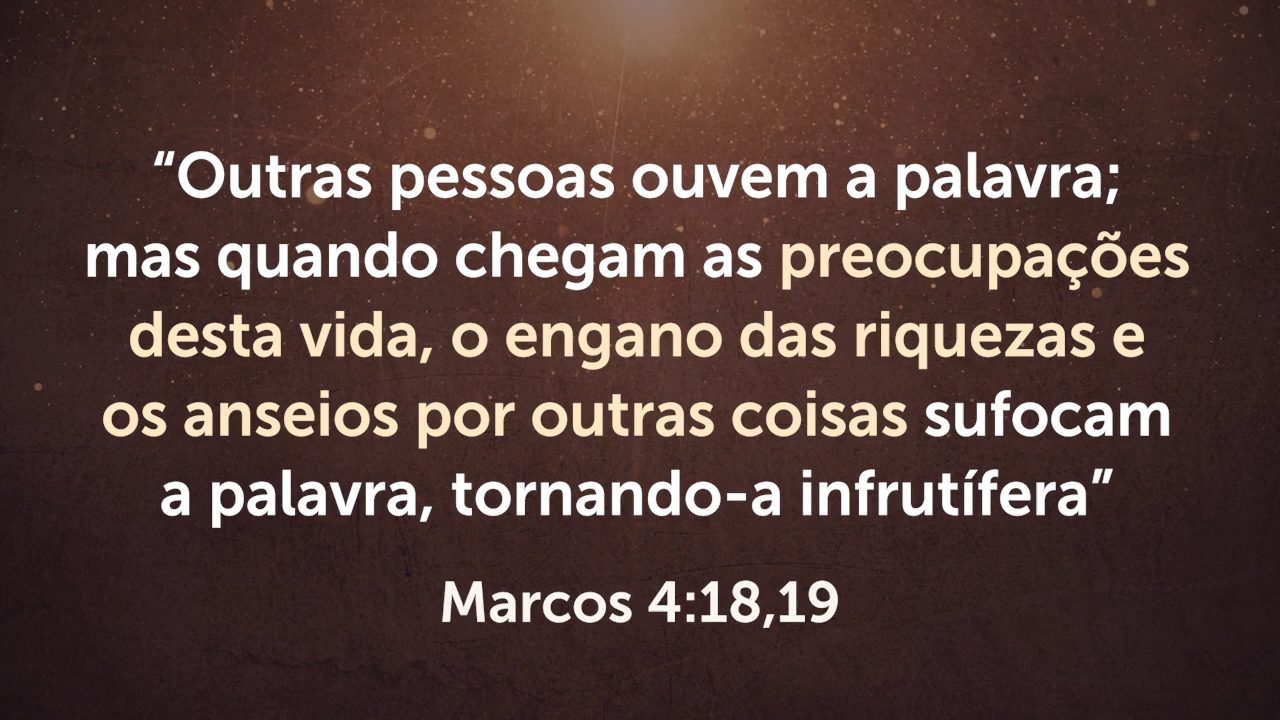 “Outras pessoas ouvem a palavra;
mas quando chegam as preocupações
desta vida, o engano das riquezas e
os anseios por outras coisas sufocam
a palavra, tornando-a infrutífera”
Marcos 4:18,19